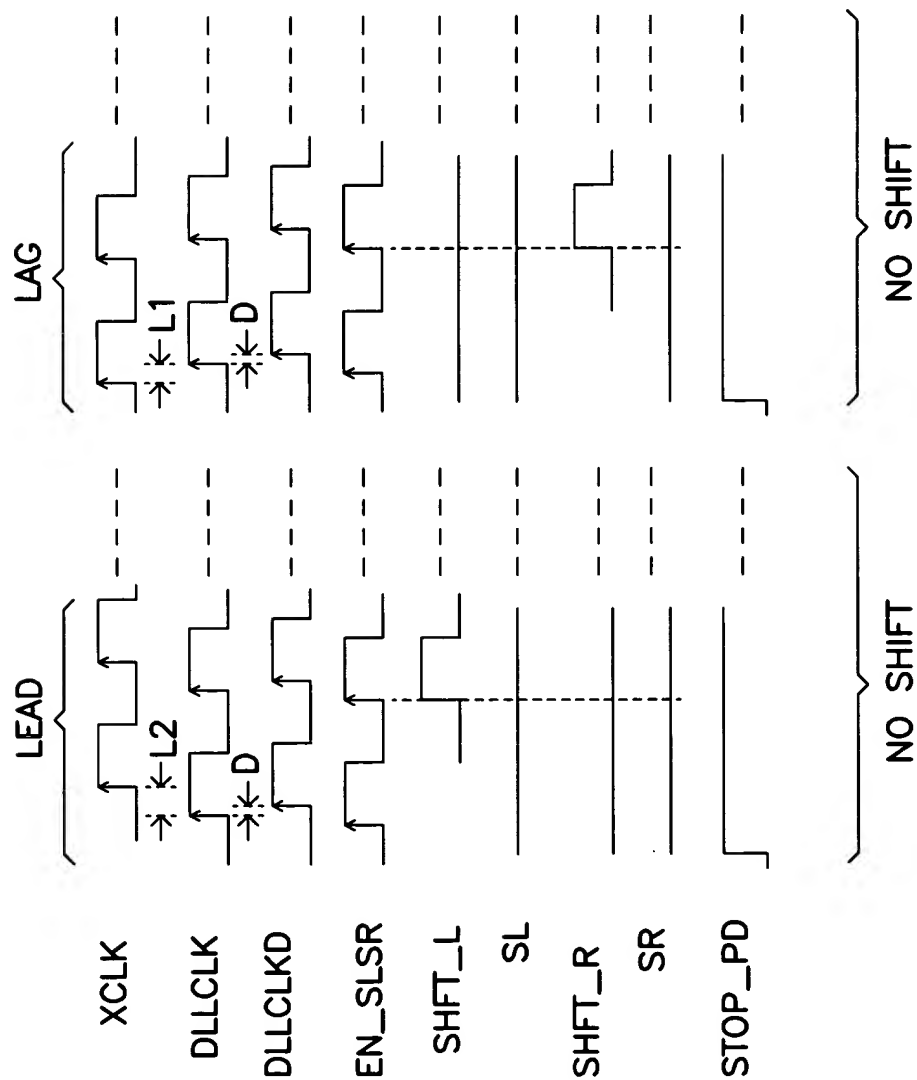 LEAD
LAG
XCLK
L2
L1
DLLCLK
D
D
DLLCLKD
EN_SLSR
SHFT_L
SL
SHFT_R
SR
STOP_PD
NO SHIFT
NO SHIFT